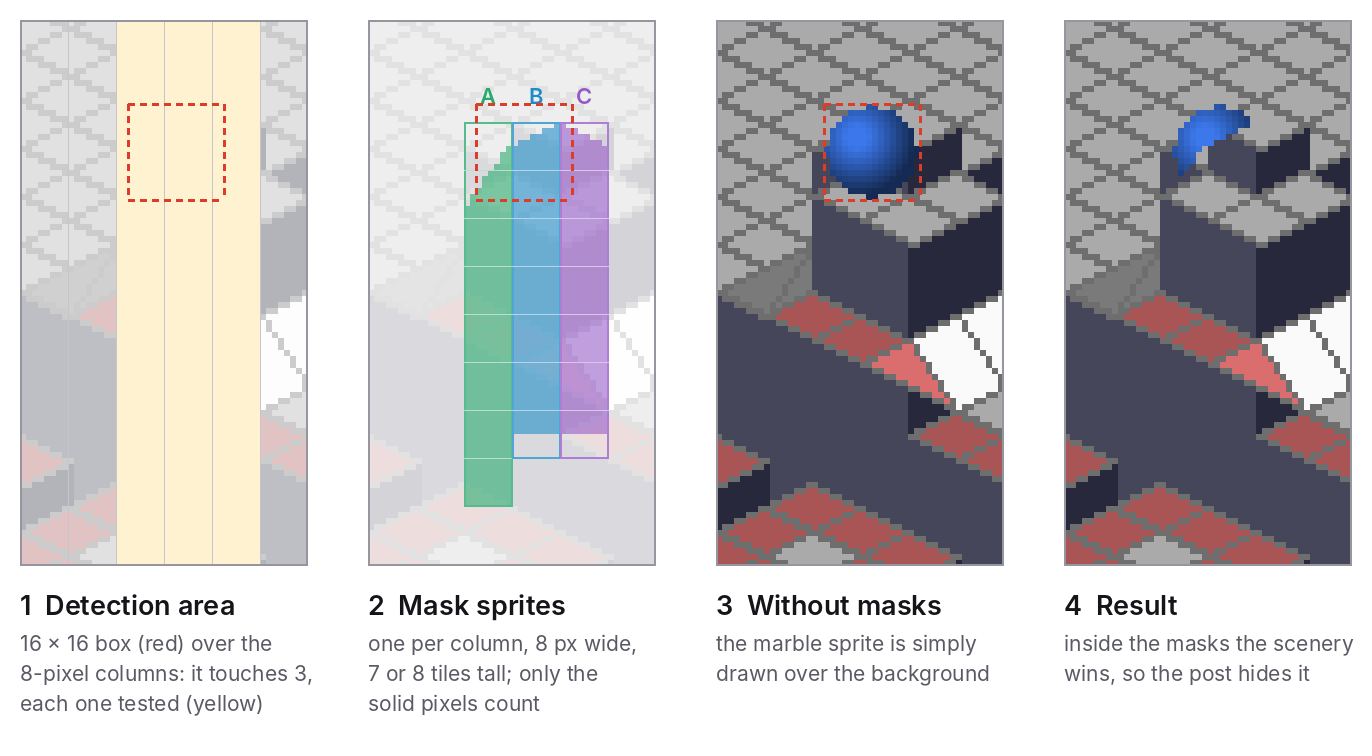 A B C
1 Detection area
16 × 16 box (red) over the
8-pixel columns: it touches 3,
each one tested (yellow)
2 Mask sprites
one per column, 8 px wide,
7 or 8 tiles tall; only the
solid pixels count
3 Without masks
the marble sprite is simply
drawn over the background
4 Result
inside the masks the scenery
wins, so the post hides it